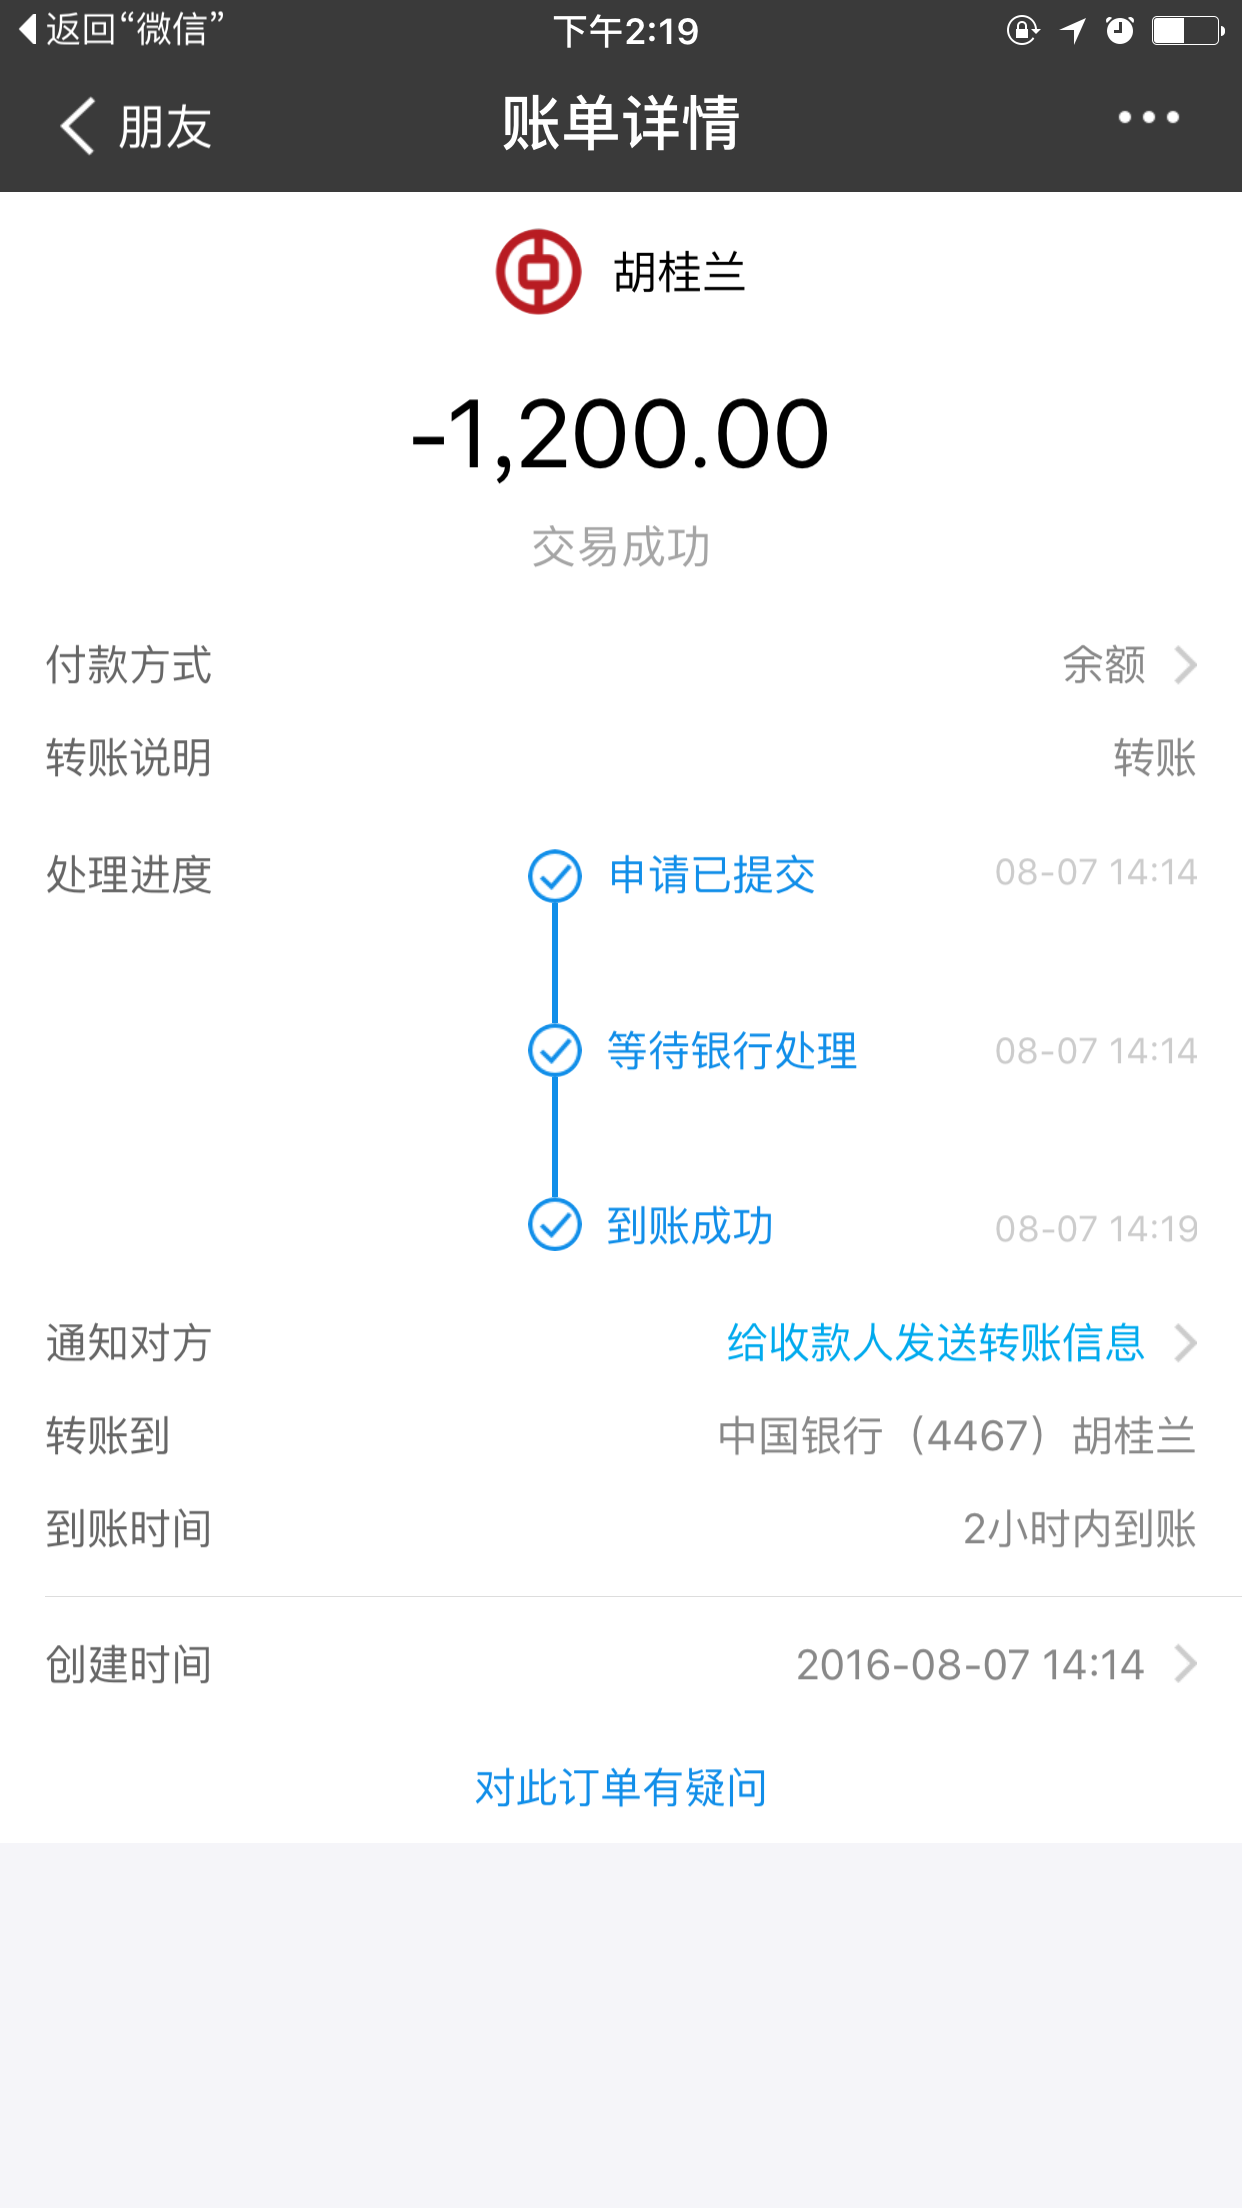 返回“微信”
下午2:19
朋友
账单详情
胡桂兰
-1,200.00
交易成功
付款方式 余额
转账说明 转账
处理进度 申请已提交 08-07 14:14
等待银行处理 08-07 14:14
到账成功 08-07 14:19
通知对方 给收款人发送转账信息
转账到 中国银行（4467）胡桂兰
到账时间 2小时内到账
创建时间 2016-08-07 14:14
对此订单有疑问